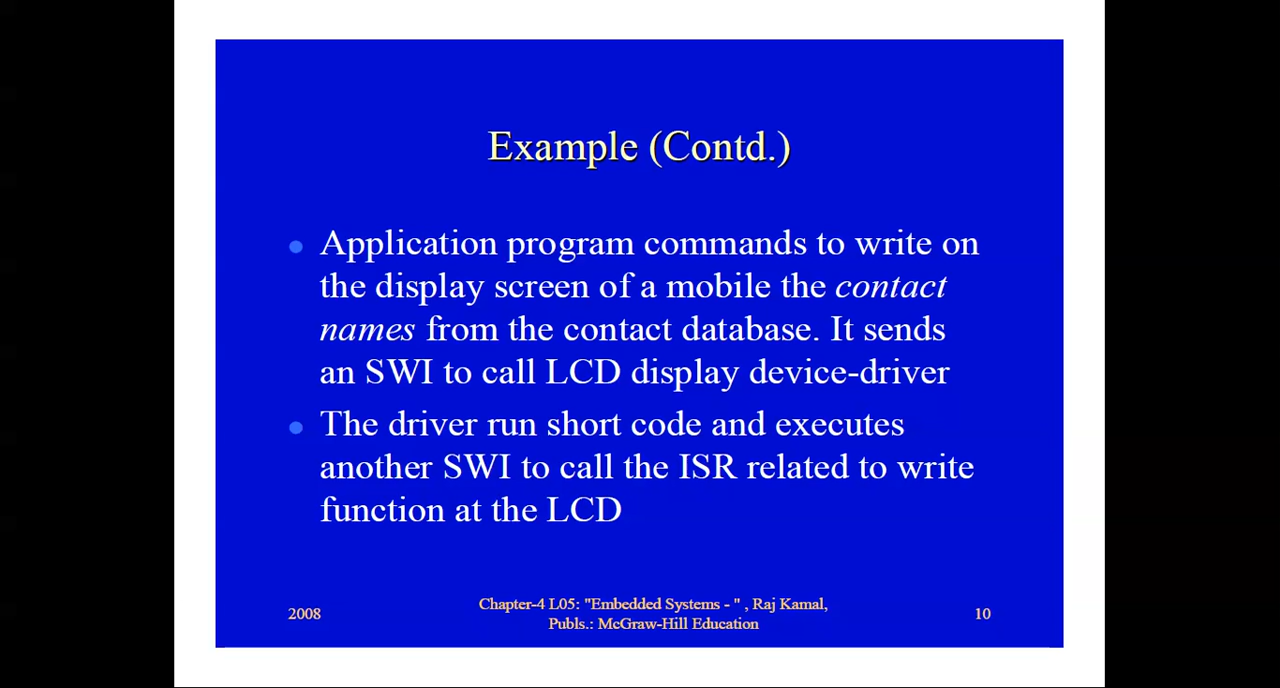 Example (Contd.)
Application program commands to write on
the display screen of a mobile the contact
names from the contact database. It sends
an SWI to call LCD display device-driver
The driver run short code and executes
another SWI to call the ISR related to write
function at the LCD
2008
Chapter-4 L05: "Embedded Systems - " , Raj Kamal,
Publs.: McGraw-Hill Education
10